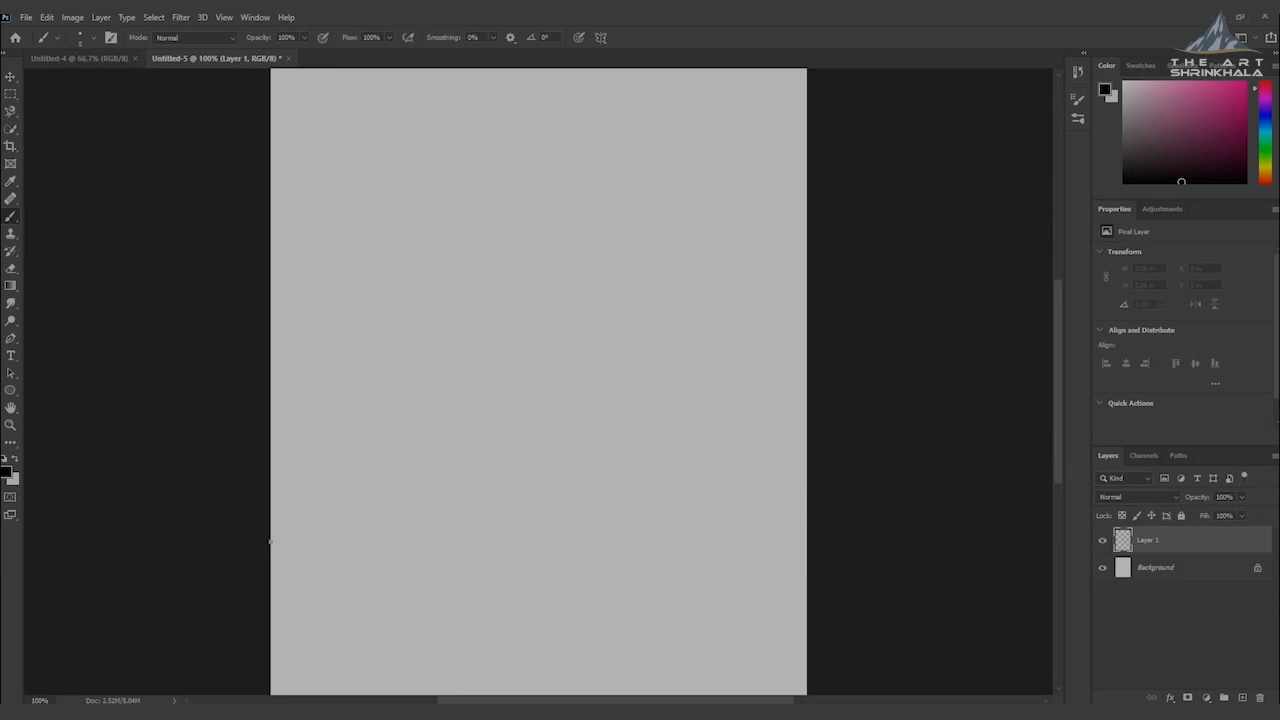 File Edit Image Layer Type Select Filter 3D View Window Help
5 Mode: Normal Opacity: 100% Flow: 100% Smoothing: 0% 0°
THE ART
SHRINKHALA
Untitled-4 @ 66.7% (RGB/8) × Untitled-5 @ 100% (Layer 1, RGB/8) * ×
Color Swatches
Properties Adjustments
Pixel Layer
Transform
Align and Distribute
Align:
Quick Actions
Layers Channels Paths
Kind
Normal Opacity: 100%
Lock: Fill: 100%
Layer 1
Background
100% Doc: 2.52M/5.04M